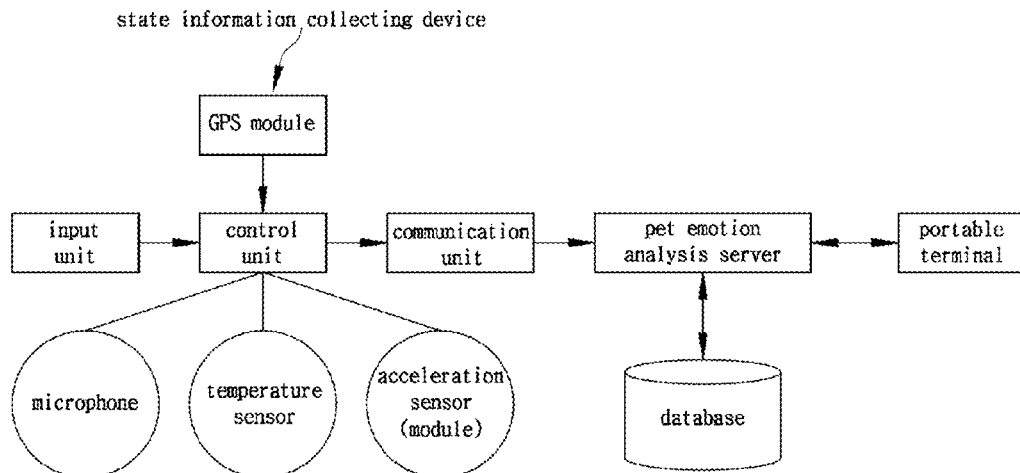 state information collecting device
GPS module
input
unit
control
unit
communication
unit
pet emotion
analysis server
portable
terminal
microphone
temperature
sensor
acceleration
sensor
(module)
database